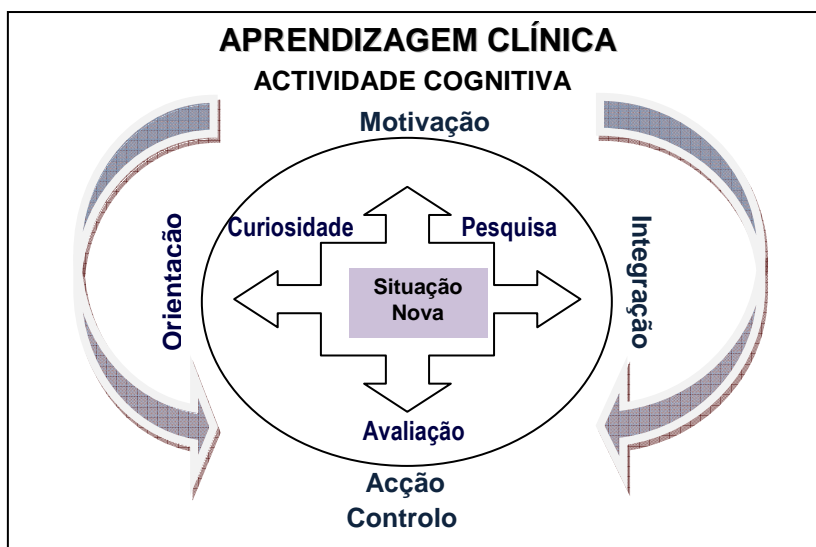 APRENDIZAGEM CLÍNICA
ACTIVIDADE COGNITIVA
Motivação
Curiosidade
Pesquisa
Orientação
Situação
Nova
Integração
Avaliação
Acção
Controlo